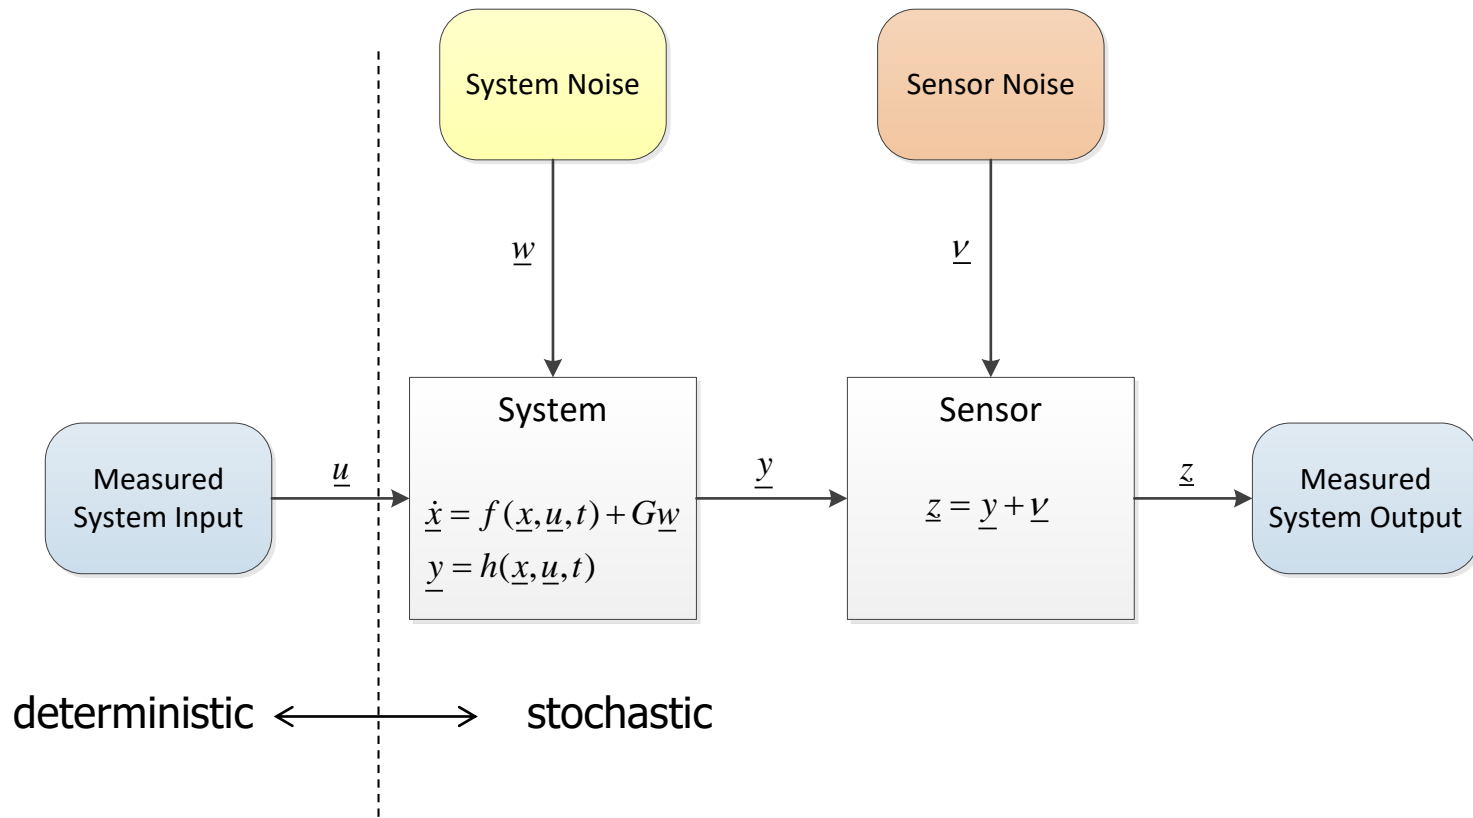 System Noise
Sensor Noise
w
ν
System
Sensor
Measured
System Input
u
ẋ = f(x,u,t) + Gw
y = h(x,u,t)
y
z = y + ν
z
Measured
System Output
deterministic
stochastic